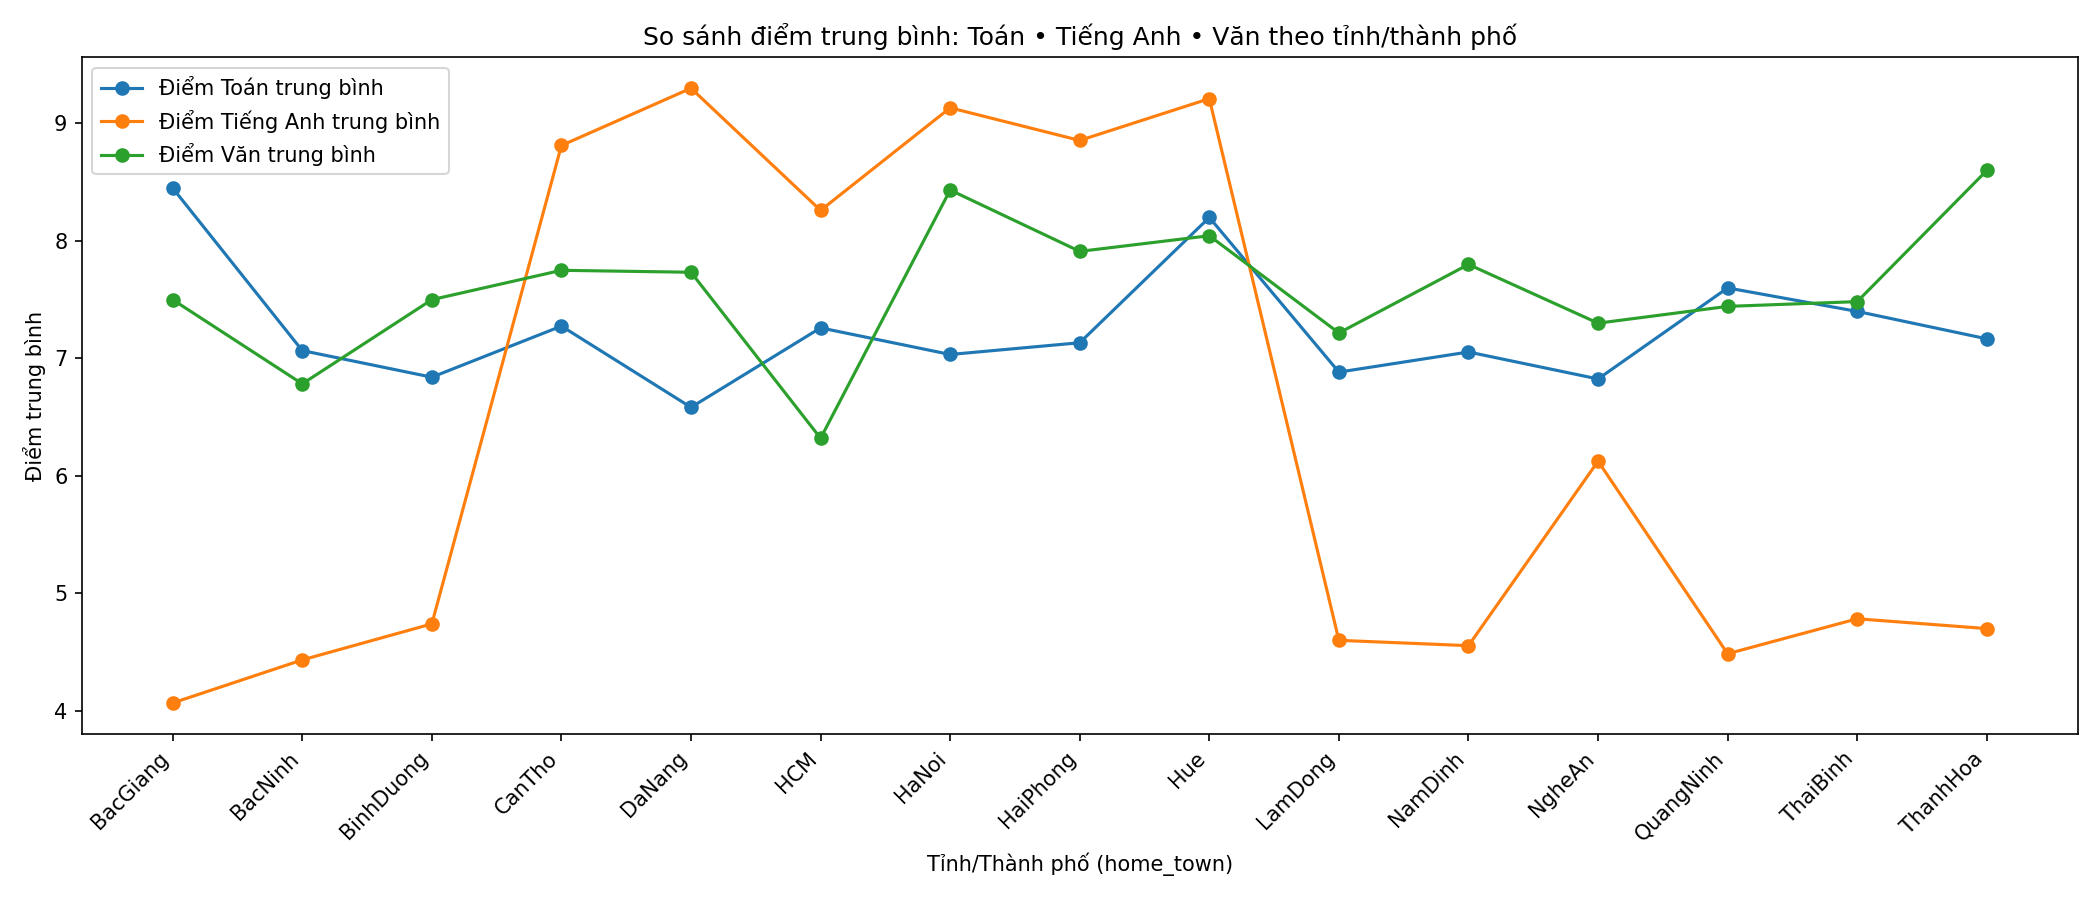 So sánh điểm trung bình: Toán • Tiếng Anh • Văn theo tỉnh/thành phố
Điểm Toán trung bình
Điểm Tiếng Anh trung bình
Điểm Văn trung bình
Điểm trung bình
9
8
7
6
5
4
BacGiang
BacNinh
BinhDuong
CanTho
DaNang
HCM
HaNoi
HaiPhong
Hue
LamDong
NamDinh
NgheAn
QuangNinh
ThaiBinh
ThanhHoa
Tỉnh/Thành phố (home_town)